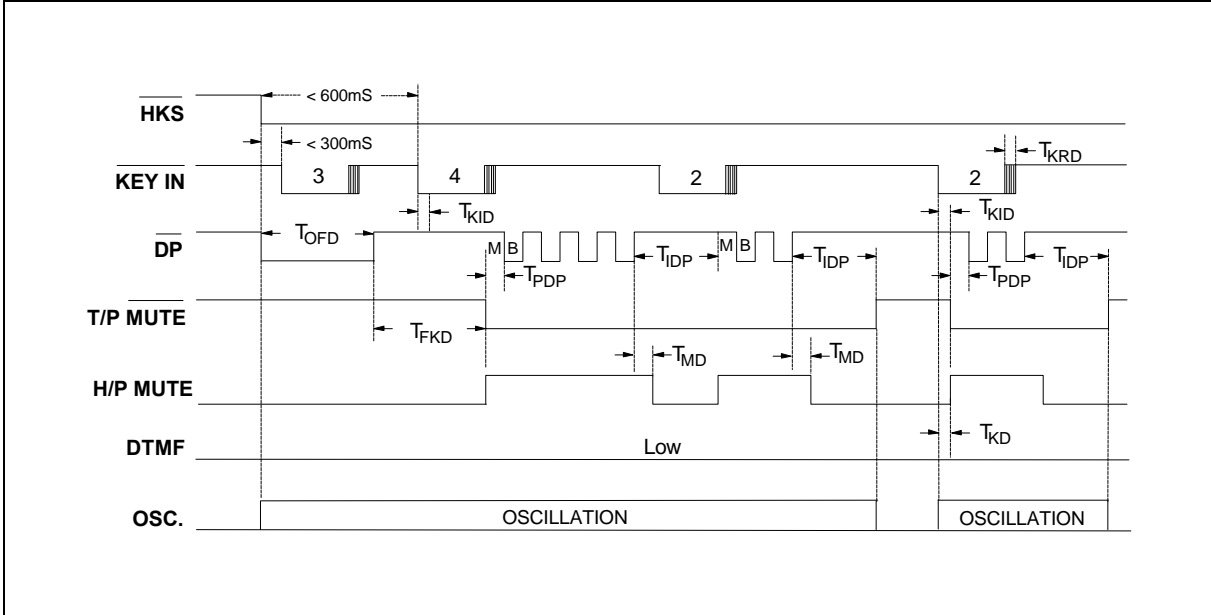 HKS
< 600mS
< 300mS
KEY IN
3
4
2
2
TKRD
TKID
TKID
DP
TOFD
M B
TPDP
TIDP
M B
TIDP
TPDP
TIDP
T/P MUTE
TFKD
TMD
TMD
H/P MUTE
TKD
DTMF
Low
OSC.
OSCILLATION
OSCILLATION